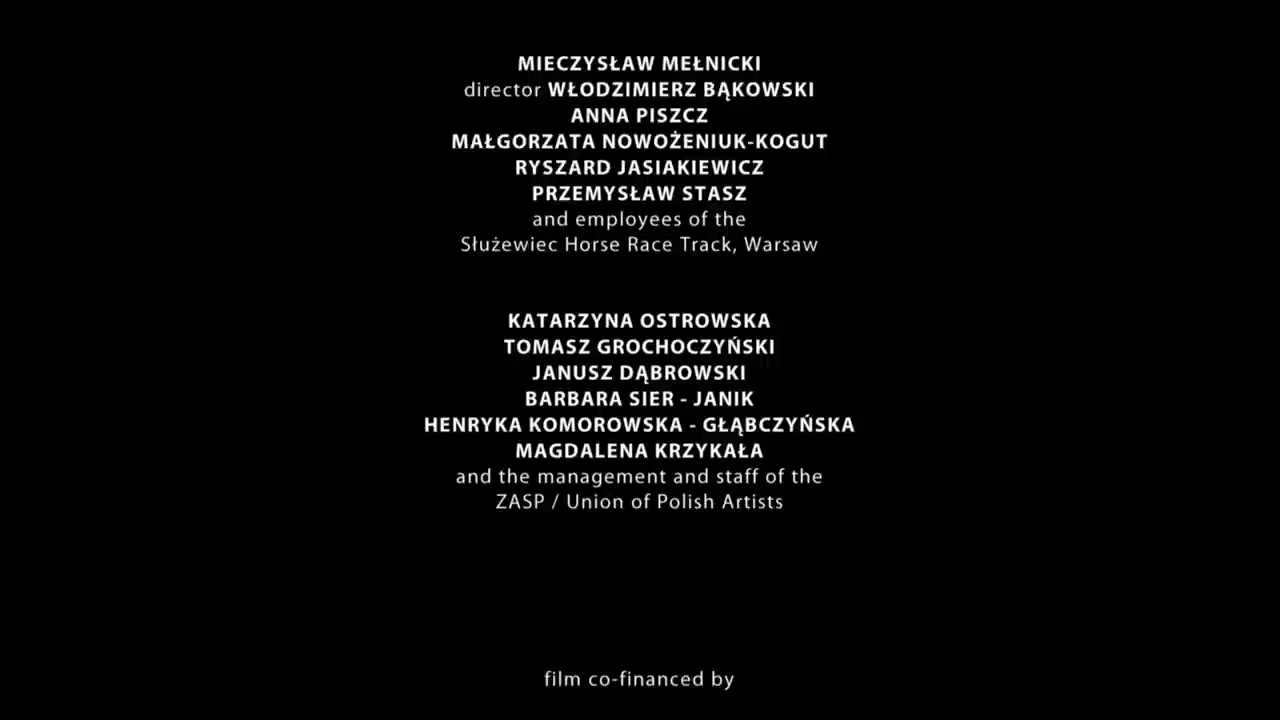 MIECZYSŁAW MEŁNICKI
director WŁODZIMIERZ BĄKOWSKI
ANNA PISZCZ
MAŁGORZATA NOWOŻENIUK-KOGUT
RYSZARD JASIAKIEWICZ
PRZEMYSŁAW STASZ
and employees of the
Służewiec Horse Race Track, Warsaw
KATARZYNA OSTROWSKA
TOMASZ GROCHOCZYŃSKI
JANUSZ DĄBROWSKI
BARBARA SIER - JANIK
HENRYKA KOMOROWSKA - GŁĄBCZYŃSKA
MAGDALENA KRZYKAŁA
and the management and staff of the
ZASP / Union of Polish Artists
film co-financed by